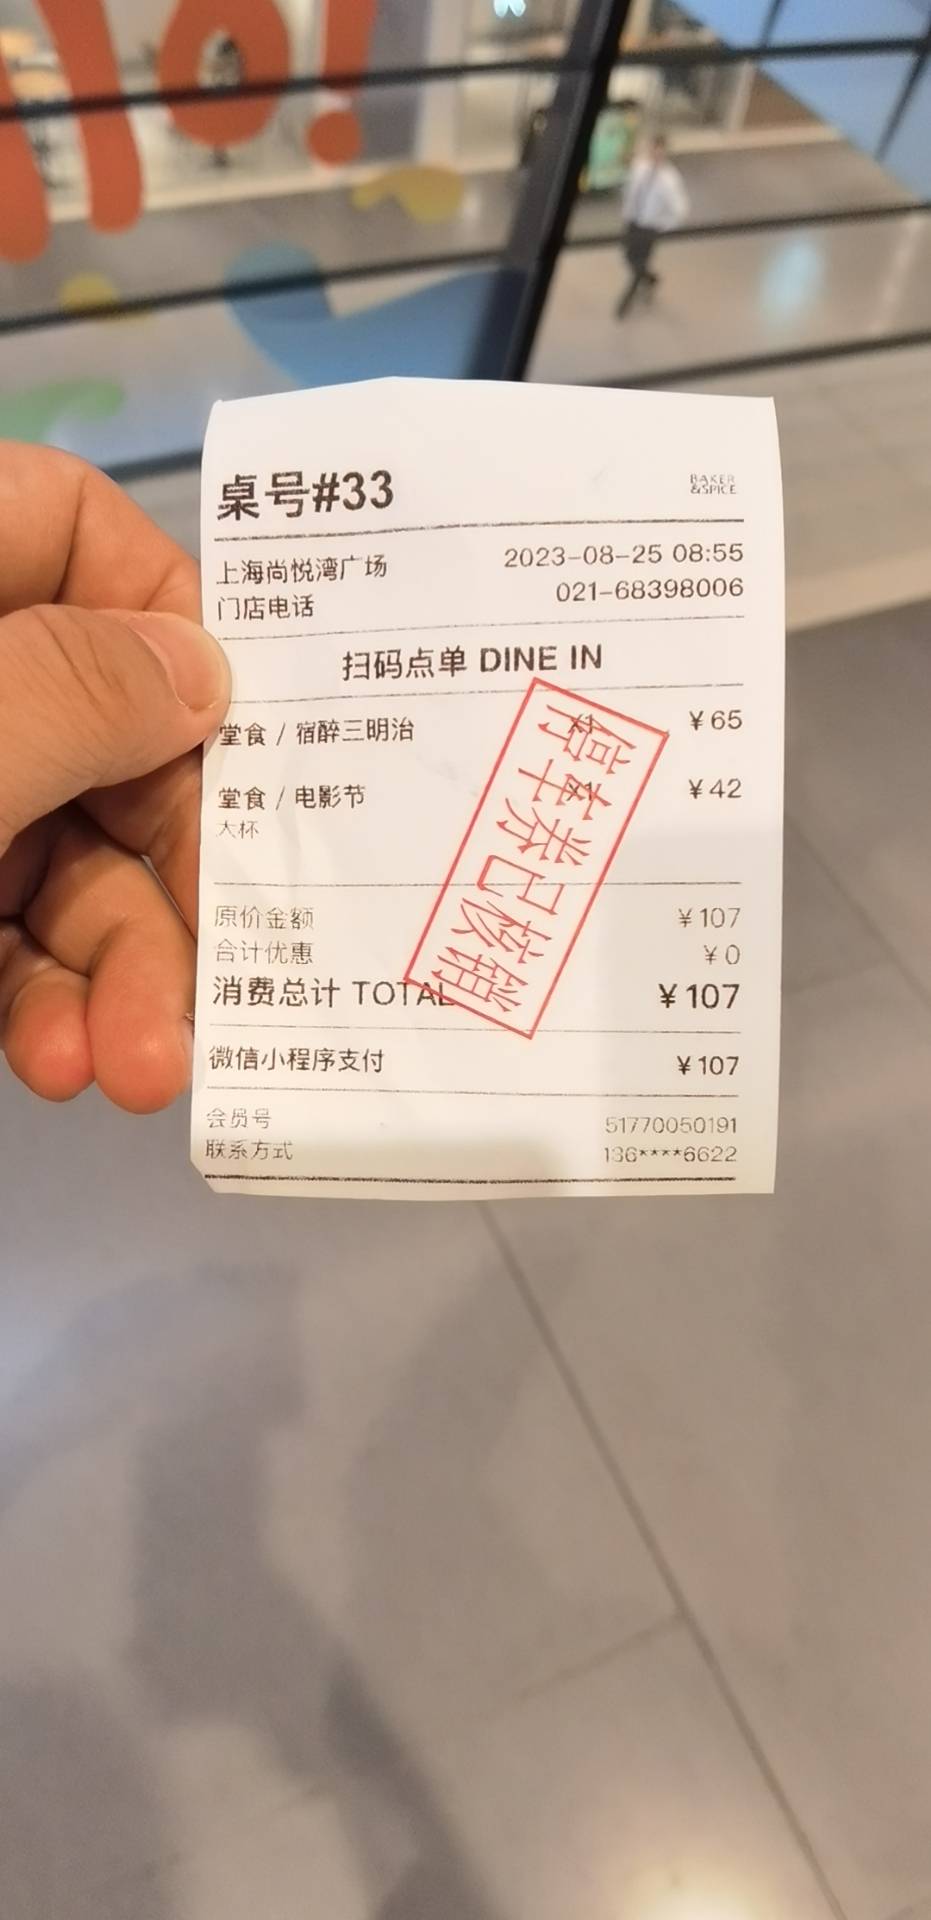 桌号#33
BAKER
&SPICE
上海尚悦湾广场 2023-08-25 08:55
门店电话 021-68398006
扫码点单 DINE IN
堂食 / 宿醉三明治 x1 ¥65
堂食 / 电影节 x1 ¥42
大杯
停车券已核销
原价金额 ¥107
合计优惠 ¥0
消费总计 TOTAL ¥107
微信小程序支付 ¥107
会员号 51770050191
联系方式 136****6622